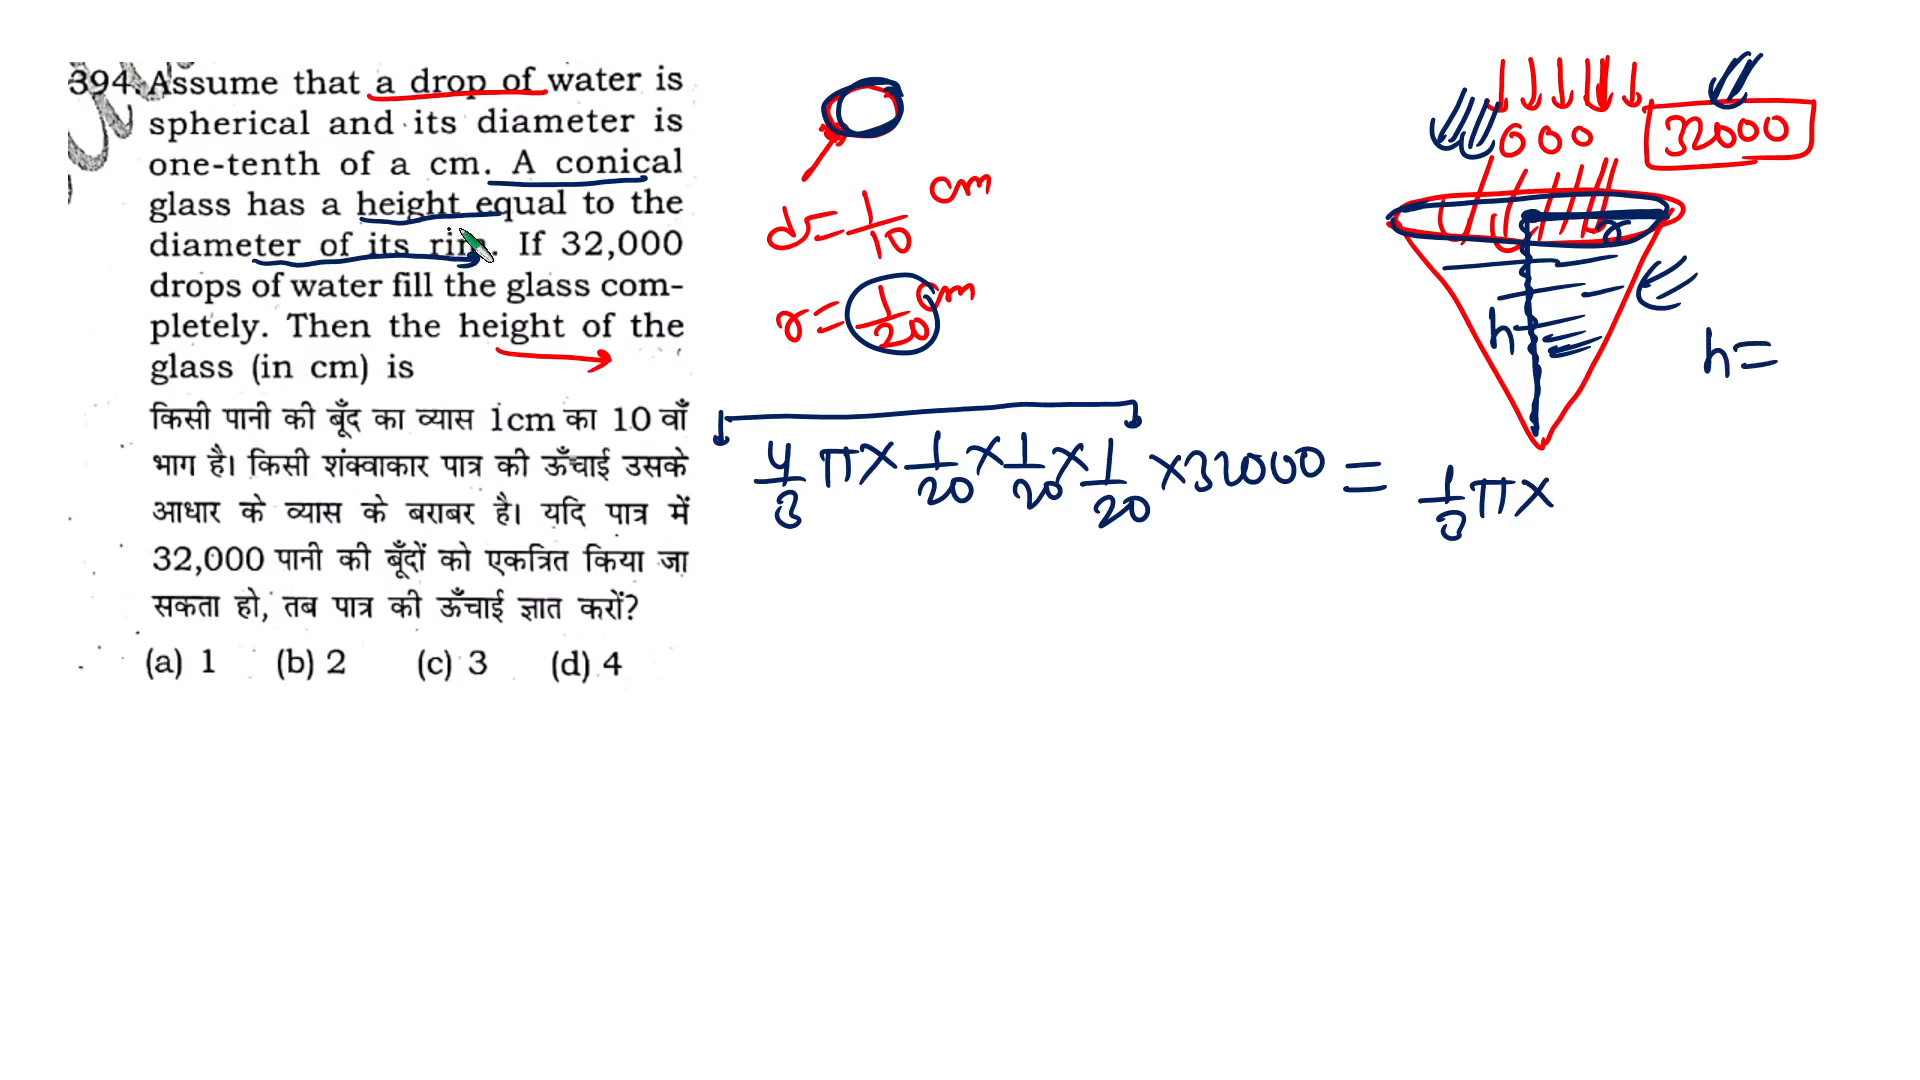 394. Assume that a drop of water is
spherical and its diameter is
one-tenth of a cm. A conical
glass has a height equal to the
diameter of its rim. If 32,000
drops of water fill the glass com-
pletely. Then the height of the
glass (in cm) is
किसी पानी की बूँद का व्यास 1cm का 10 वाँ
भाग है। किसी शंक्वाकार पात्र की ऊँचाई उसके
आधार के व्यास के बराबर है। यदि पात्र में
32,000 पानी की बूँदों को एकत्रित किया जा
सकता हो, तब पात्र की ऊँचाई ज्ञात करों?
(a) 1 (b) 2 (c) 3 (d) 4
d = 1/10 cm
r = 1/20 cm
000 32000
r
h
h =
4/3 π × 1/20 × 1/20 × 1/20 × 32000 = 1/3 π ×